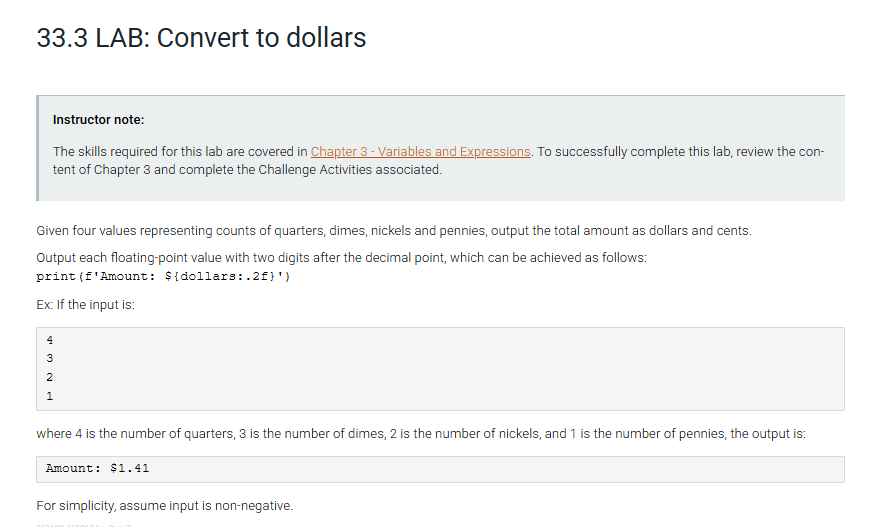 33.3 LAB: Convert to dollars
Instructor note:
The skills required for this lab are covered in Chapter 3 - Variables and Expressions. To successfully complete this lab, review the con-
tent of Chapter 3 and complete the Challenge Activities associated.
Given four values representing counts of quarters, dimes, nickels and pennies, output the total amount as dollars and cents.
Output each floating-point value with two digits after the decimal point, which can be achieved as follows:
print(f'Amount: ${dollars:.2f}')
Ex: If the input is:
4
3
2
1
where 4 is the number of quarters, 3 is the number of dimes, 2 is the number of nickels, and 1 is the number of pennies, the output is:
Amount: $1.41
For simplicity, assume input is non-negative.